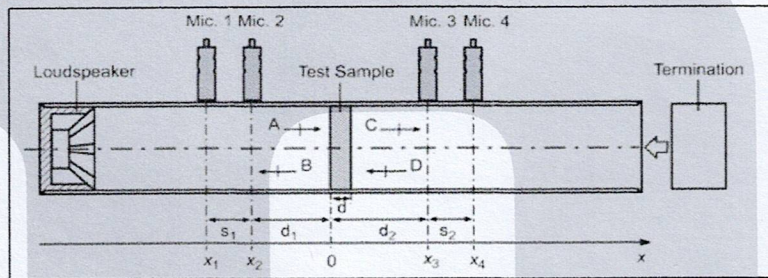 Mic. 1 Mic. 2 Mic. 3 Mic. 4
Loudspeaker Test Sample Termination
A C
B D
d
s₁ d₁ d₂ s₂
x₁ x₂ 0 x₃ x₄ x